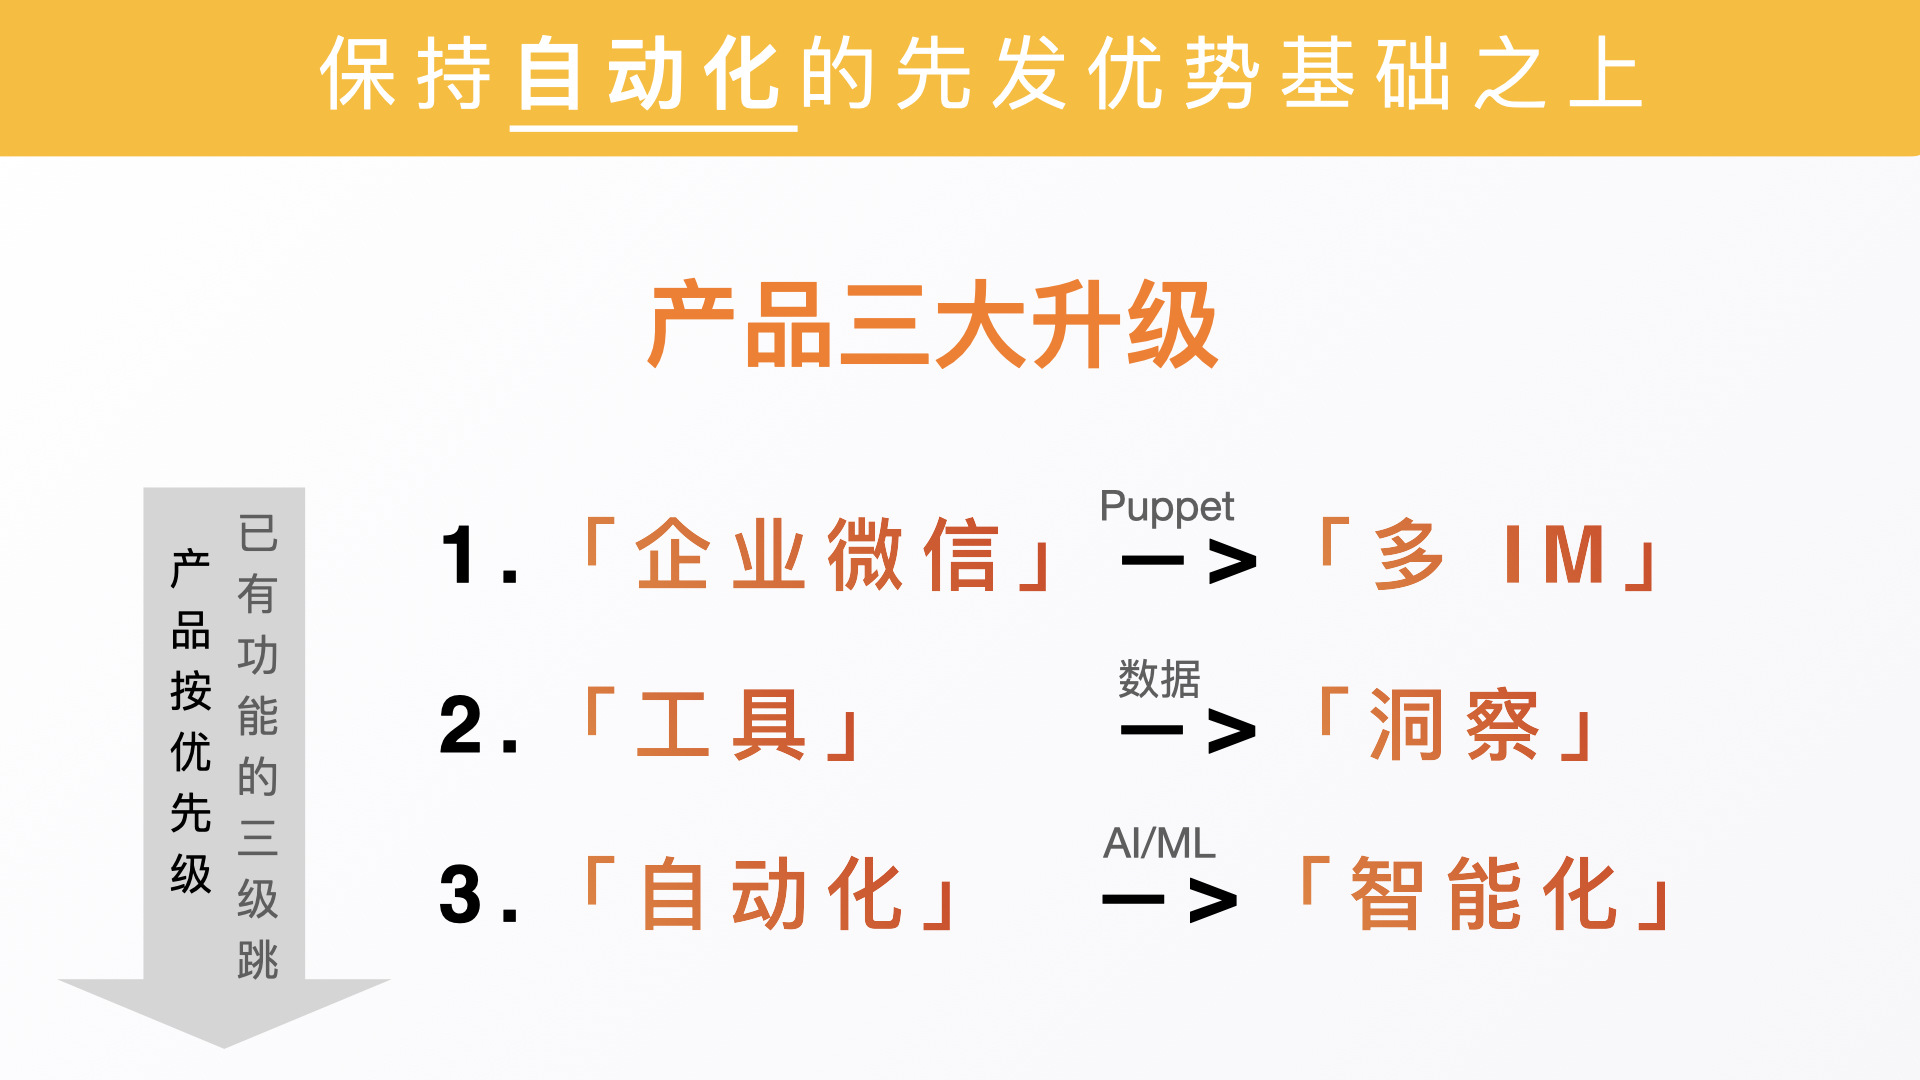 保持自动化的先发优势基础之上
产品三大升级
已有功能的三级跳
产品按优先级
Puppet
1.「企业微信」 —> 「多 IM」
数据
2.「工具」 —> 「洞察」
AI/ML
3.「自动化」 —> 「智能化」